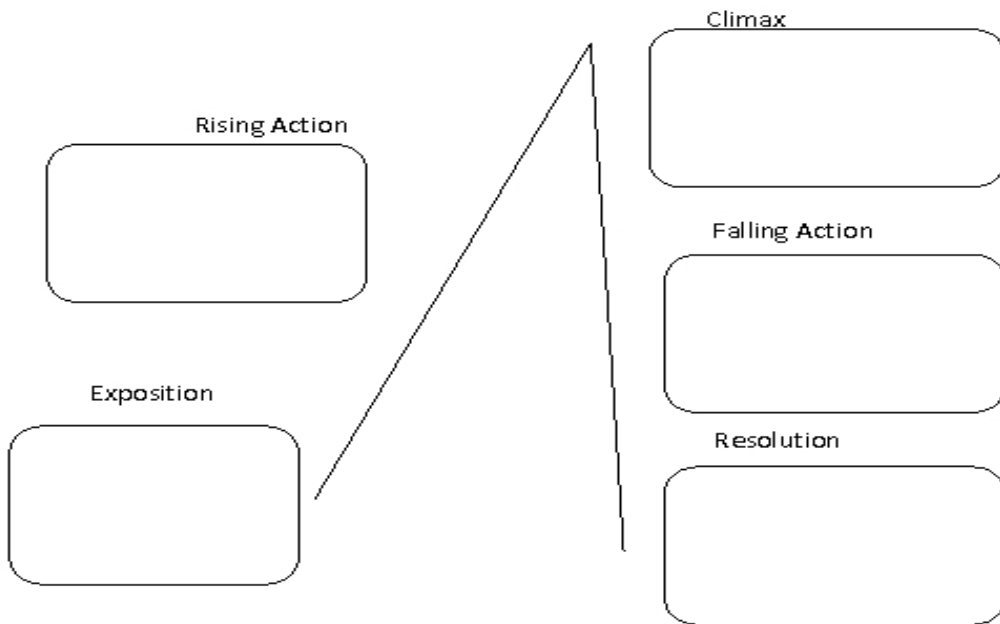 Climax
Rising Action
Falling Action
Exposition
Resolution